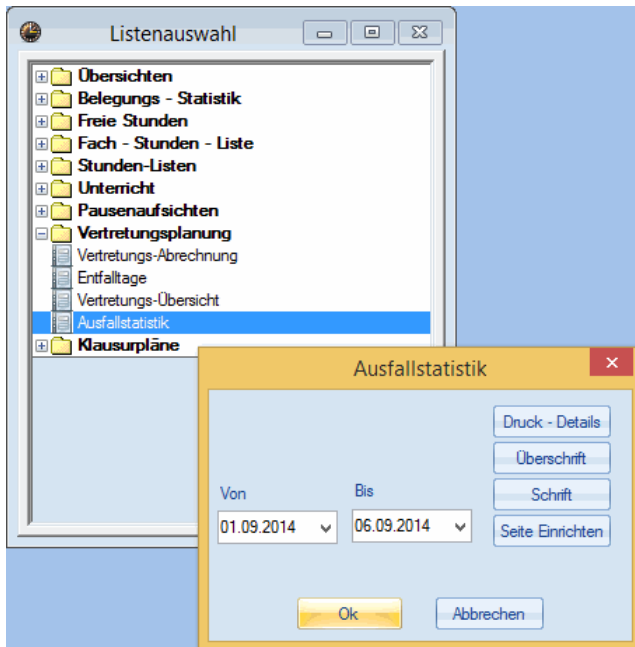 Listenauswahl
Übersichten
Belegungs - Statistik
Freie Stunden
Fach - Stunden - Liste
Stunden-Listen
Unterricht
Pausenaufsichten
Vertretungsplanung
Vertretungs-Abrechnung
Entfalltage
Vertretungs-Übersicht
Ausfallstatistik
Klausurpläne
Ausfallstatistik
Druck - Details
Überschrift
Von Bis Schrift
01.09.2014 06.09.2014 Seite Einrichten
Ok Abbrechen